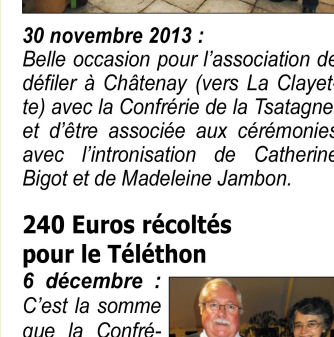 30 novembre 2013 :
Belle occasion pour l’association de
défiler à Châtenay (vers La Clayet-
te) avec la Confrérie de la Tsatagne
et d’être associée aux cérémonies
avec l’intronisation de Catherine
Bigot et de Madeleine Jambon.
240 Euros récoltés
pour le Téléthon
6 décembre :
C’est la somme
que la Confré-